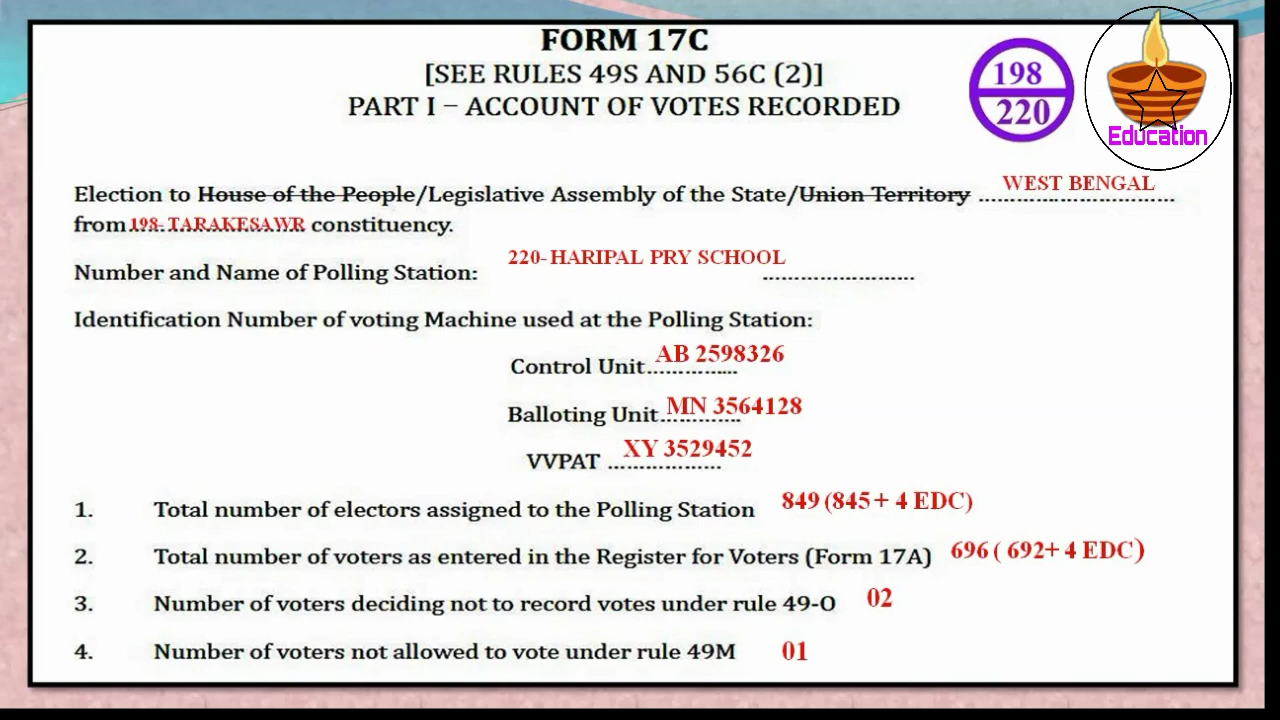 FORM 17C
[SEE RULES 49S AND 56C (2)]
PART I – ACCOUNT OF VOTES RECORDED
198
220
Education
Election to House of the People/Legislative Assembly of the State/Union Territory WEST BENGAL ..............................
from 198- TARAKESAWR constituency.
Number and Name of Polling Station: 220- HARIPAL PRY SCHOOL ........................
Identification Number of voting Machine used at the Polling Station:
Control Unit.............. AB 2598326
Balloting Unit............. MN 3564128
VVPAT .................. XY 3529452
1. Total number of electors assigned to the Polling Station 849 (845+ 4 EDC)
2. Total number of voters as entered in the Register for Voters (Form 17A) 696 ( 692+ 4 EDC)
3. Number of voters deciding not to record votes under rule 49-O 02
4. Number of voters not allowed to vote under rule 49M 01